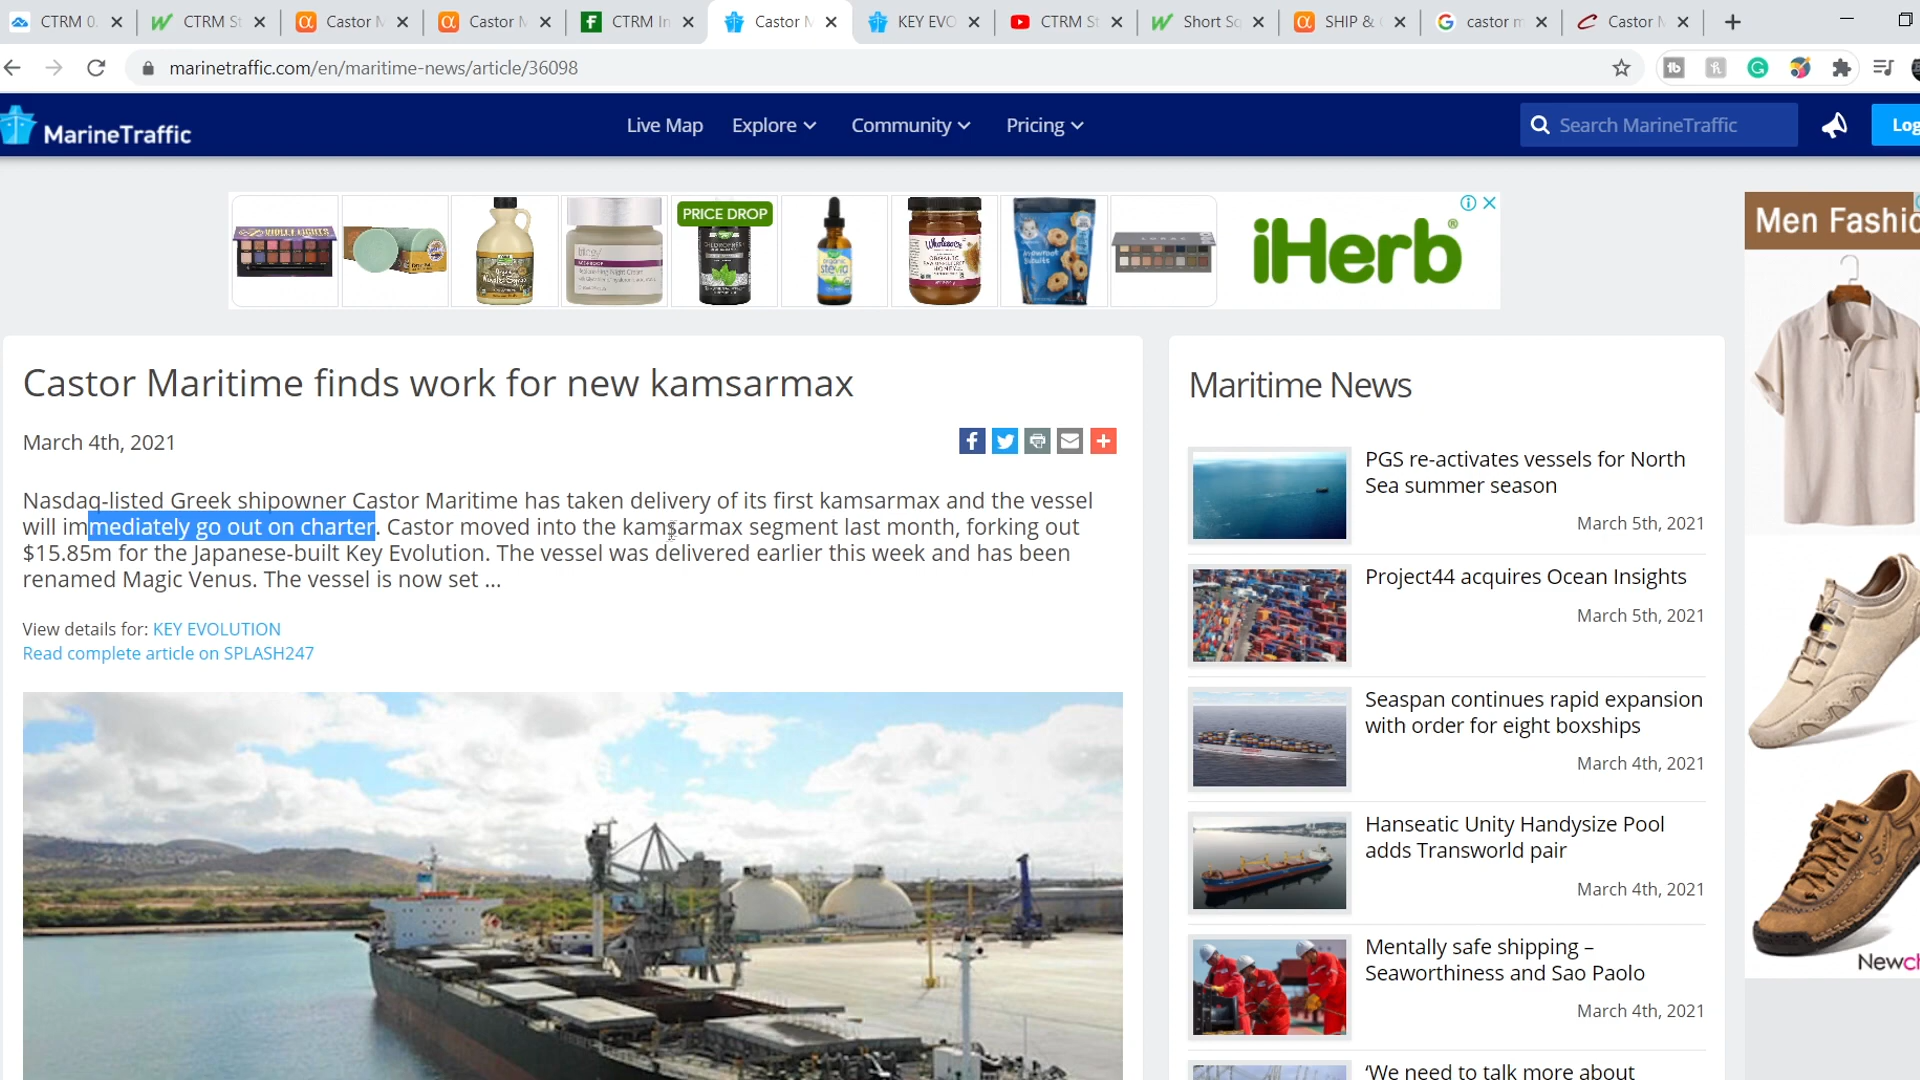 CTRM 0.
CTRM St
Castor M
Castor M
CTRM In
Castor M
KEY EVO
CTRM St
Short Sq
SHIP &
castor m
Castor M
marinetraffic.com/en/maritime-news/article/36098
MarineTraffic
Live Map
Explore
Community
Pricing
Search MarineTraffic
Log
PRICE DROP
iHerb
Men Fashio
Castor Maritime finds work for new kamsarmax
March 4th, 2021
Nasdaq-listed Greek shipowner Castor Maritime has taken delivery of its first kamsarmax and the vessel
will immediately go out on charter. Castor moved into the kamsarmax segment last month, forking out
$15.85m for the Japanese-built Key Evolution. The vessel was delivered earlier this week and has been
renamed Magic Venus. The vessel is now set ...
View details for: KEY EVOLUTION
Read complete article on SPLASH247
Maritime News
PGS re-activates vessels for North
Sea summer season
March 5th, 2021
Project44 acquires Ocean Insights
March 5th, 2021
Seaspan continues rapid expansion
with order for eight boxships
March 4th, 2021
Hanseatic Unity Handysize Pool
adds Transworld pair
March 4th, 2021
Mentally safe shipping –
Seaworthiness and Sao Paolo
March 4th, 2021
‘We need to talk more about
Newch